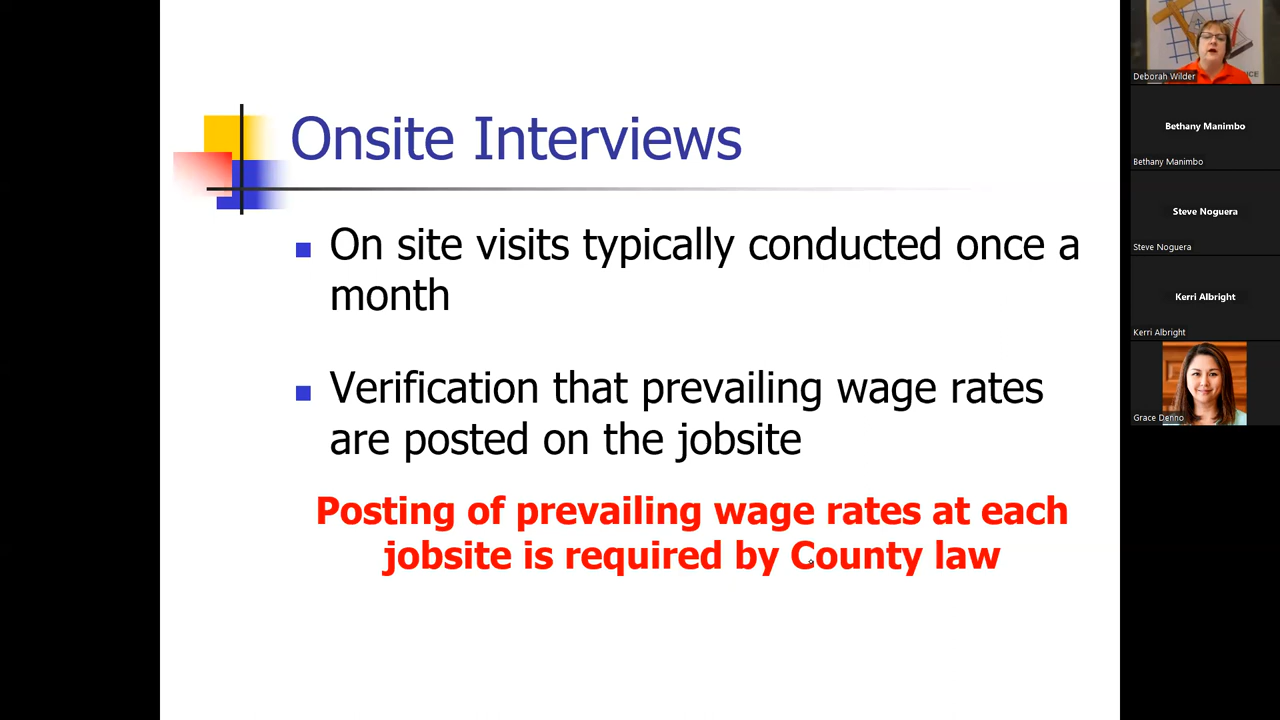 Onsite Interviews
On site visits typically conducted once a
month
Verification that prevailing wage rates
are posted on the jobsite
Posting of prevailing wage rates at each
jobsite is required by County law
Deborah Wilder
Bethany Manimbo
Bethany Manimbo
Steve Noguera
Steve Noguera
Kerri Albright
Kerri Albright
Grace Denno